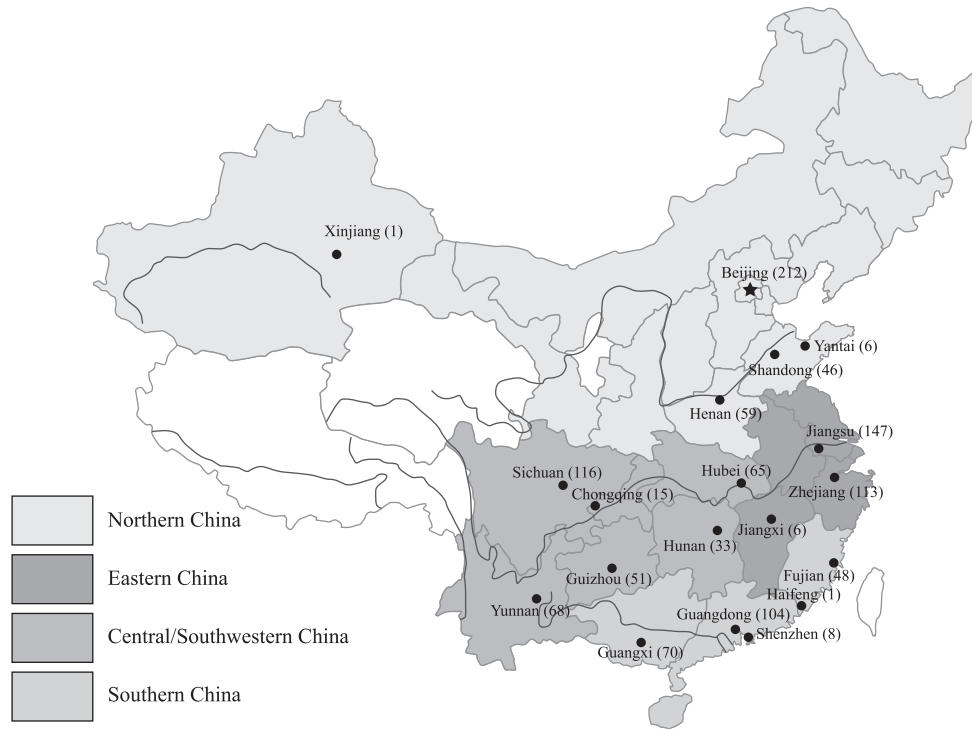 Xinjiang (1)
Beijing (212)
Yantai (6)
Shandong (46)
Henan (59)
Jiangsu (147)
Sichuan (116)
Hubei (65)
Chongqing (15)
Zhejiang (113)
Jiangxi (6)
Hunan (33)
Guizhou (51)
Fujian (48)
Haifeng (1)
Yunnan (68)
Guangdong (104)
Shenzhen (8)
Guangxi (70)
Northern China
Eastern China
Central/Southwestern China
Southern China